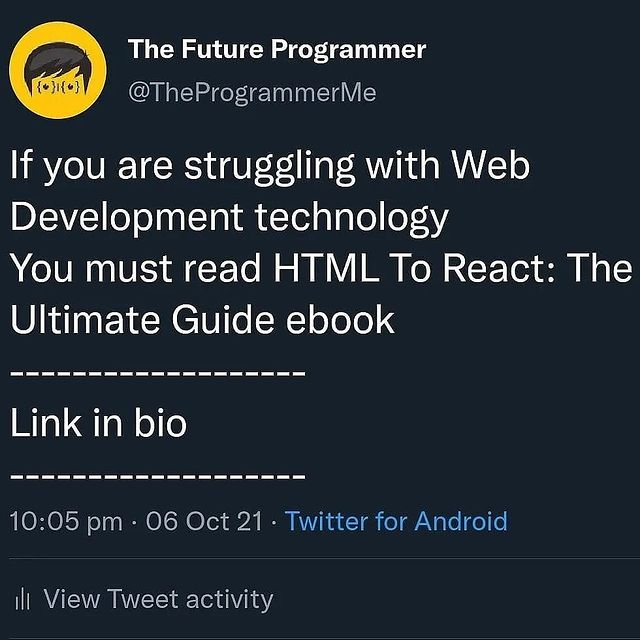 The Future Programmer
@TheProgrammerMe
If you are struggling with Web
Development technology
You must read HTML To React: The
Ultimate Guide ebook
-------------------
Link in bio
-------------------
10:05 pm · 06 Oct 21 · Twitter for Android
View Tweet activity